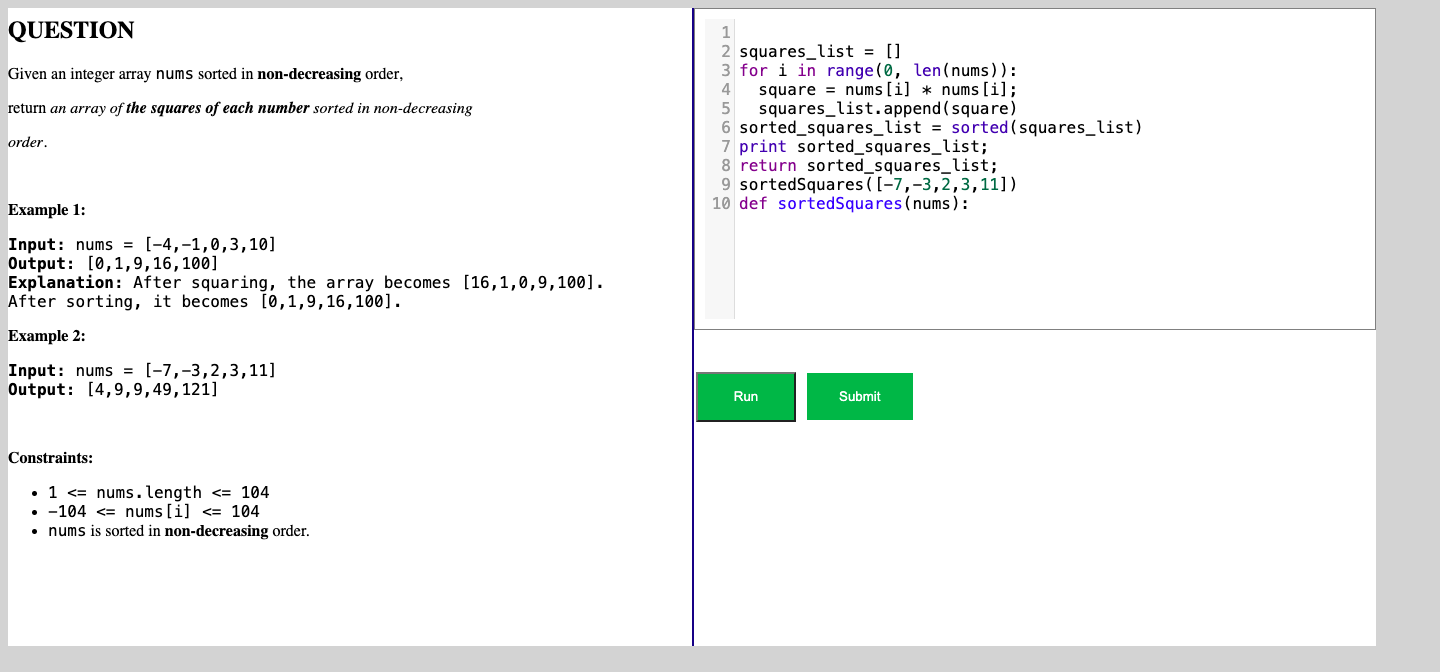 QUESTION
Given an integer array nums sorted in non-decreasing order,
return an array of the squares of each number sorted in non-decreasing
order.
Example 1:
Input: nums = [-4,-1,0,3,10]
Output: [0,1,9,16,100]
Explanation: After squaring, the array becomes [16,1,0,9,100].
After sorting, it becomes [0,1,9,16,100].
Example 2:
Input: nums = [-7,-3,2,3,11]
Output: [4,9,9,49,121]
Constraints:
• 1 <= nums.length <= 104
• -104 <= nums[i] <= 104
• nums is sorted in non-decreasing order.
1
2 squares_list = []
3 for i in range(0, len(nums)):
4   square = nums[i] * nums[i];
5   squares_list.append(square)
6 sorted_squares_list = sorted(squares_list)
7 print sorted_squares_list;
8 return sorted_squares_list;
9 sortedSquares([-7,-3,2,3,11])
10 def sortedSquares(nums):
Run Submit